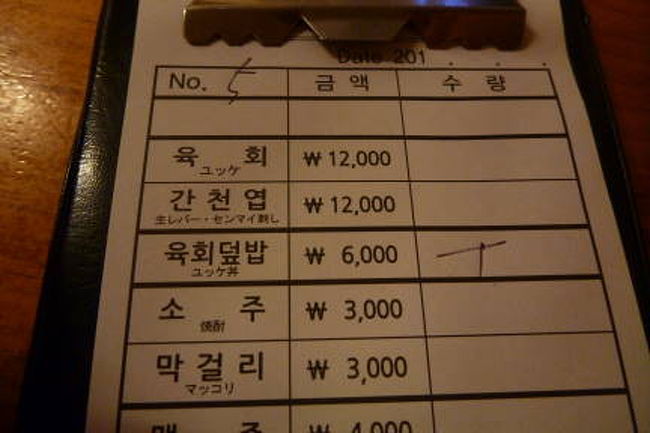 Date 201 . . .
No. 5 금 액 수 량
육 회 ₩ 12,000
ユッケ
간 천 엽 ₩ 12,000
生レバー・センマイ刺し
육회덮밥 ₩ 6,000 一
ユッケ丼
소 주 ₩ 3,000
焼酎
막 걸 리 ₩ 3,000
マッコリ
맥 주 ₩ 4,000